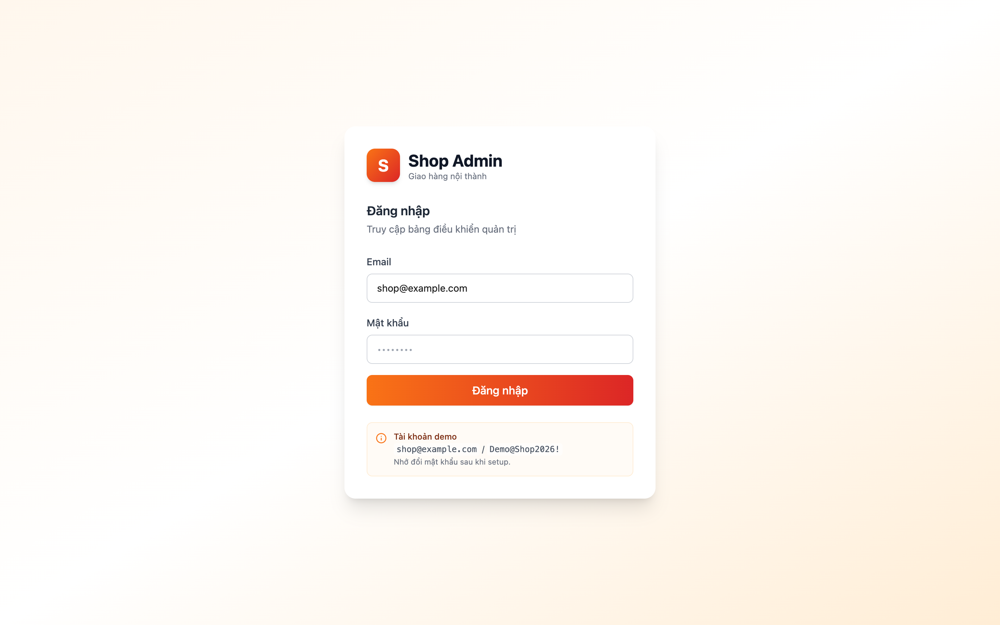 S
Shop Admin
Giao hàng nội thành
Đăng nhập
Truy cập bảng điều khiển quản trị
Email
shop@example.com
Mật khẩu
••••••••
Đăng nhập
Tài khoản demo
shop@example.com / Demo@Shop2026!
Nhớ đổi mật khẩu sau khi setup.